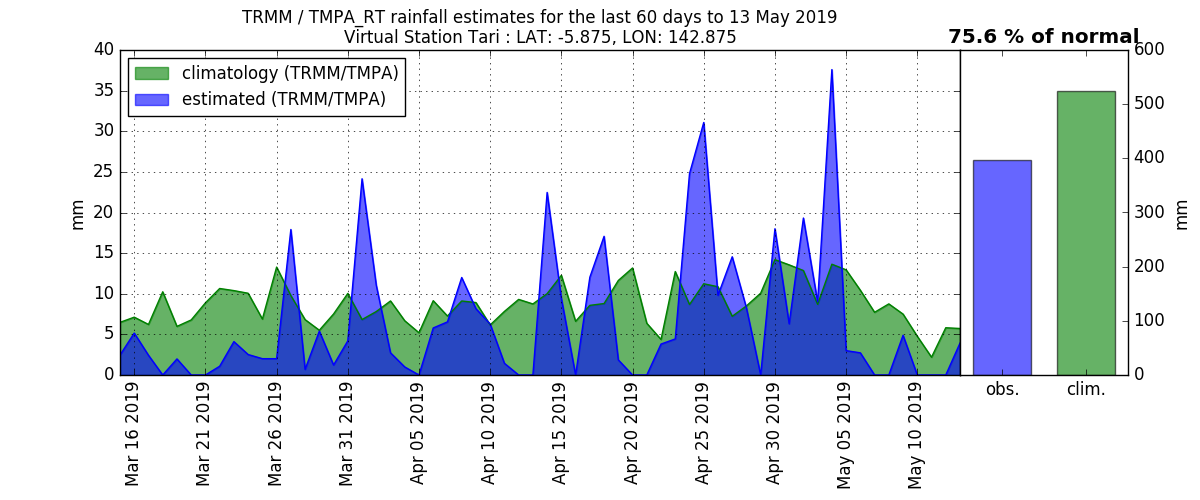 TRMM / TMPA_RT rainfall estimates for the last 60 days to 13 May 2019
Virtual Station Tari : LAT: -5.875, LON: 142.875
75.6 % of normal
climatology (TRMM/TMPA)
estimated (TRMM/TMPA)
mm
40
35
30
25
20
15
10
5
0
Mar 16 2019
Mar 21 2019
Mar 26 2019
Mar 31 2019
Apr 05 2019
Apr 10 2019
Apr 15 2019
Apr 20 2019
Apr 25 2019
Apr 30 2019
May 05 2019
May 10 2019
600
500
400
300
200
100
0
mm
obs.
clim.